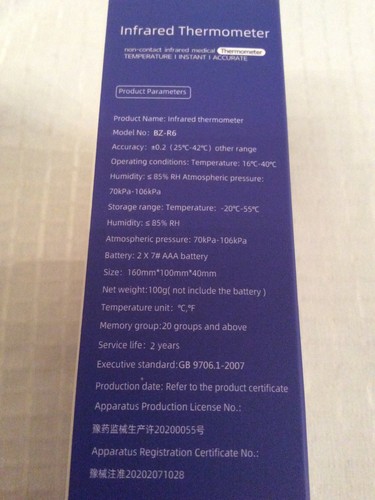 Infrared Thermometer
non-contact infrared medical Thermometer
TEMPERATURE I INSTANT I ACCURATE
Product Parameters
Product Name: infrared thermometer
Model No: BZ-R6
Accuracy: ±0.2 (25℃-42℃) other range
Operating conditions: Temperature: 16℃-40℃
Humidity: ≤ 85% RH Atmospheric pressure:
70kPa-106kPa
Storage range: Temperature: -20℃-55℃
Humidity: ≤ 85% RH
Atmospheric pressure: 70kPa-106kPa
Battery: 2 X 7# AAA battery
Size: 160mm*100mm*40mm
Net weight:100g( not include the battery )
Temperature unit: ℃,℉
Memory group:20 groups and above
Service life: 2 years
Executive standard:GB 9706.1-2007
Production date: Refer to the product certificate
Apparatus Production License No.:
豫药监械生产许20200055号
Apparatus Registration Certificate No.:
豫械注准20202071028